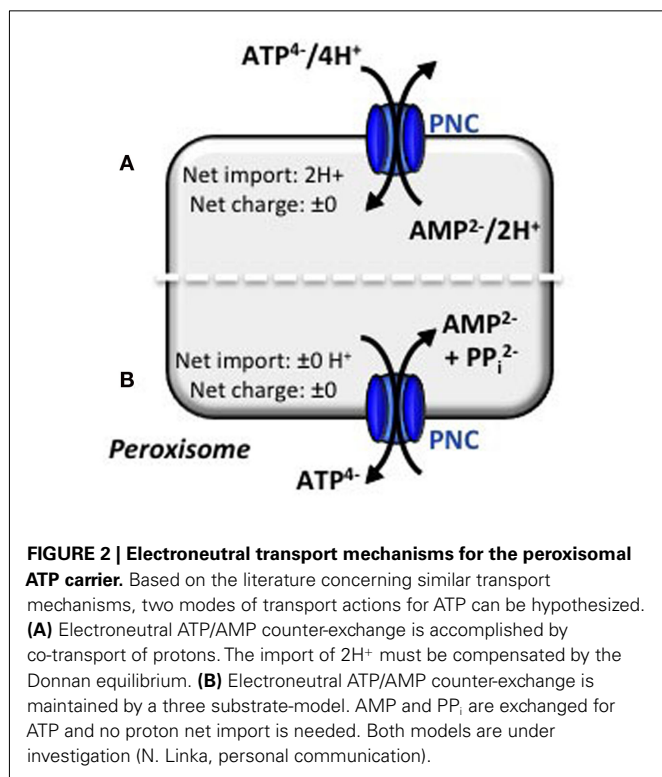 ATP⁴⁻/4H⁺
PNC
A
Net import: 2H+
Net charge: ±0
AMP²⁻/2H⁺
AMP²⁻
+ PPᵢ²⁻
B
Net import: ±0 H⁺
Net charge: ±0
Peroxisome
PNC
ATP⁴⁻
FIGURE 2 | Electroneutral transport mechanisms for the peroxisomal
ATP carrier. Based on the literature concerning similar transport
mechanisms, two modes of transport actions for ATP can be hypothesized.
(A) Electroneutral ATP/AMP counter-exchange is accomplished by
co-transport of protons. The import of 2H⁺ must be compensated by the
Donnan equilibrium. (B) Electroneutral ATP/AMP counter-exchange is
maintained by a three substrate-model. AMP and PPᵢ are exchanged for
ATP and no proton net import is needed. Both models are under
investigation (N. Linka, personal communication).